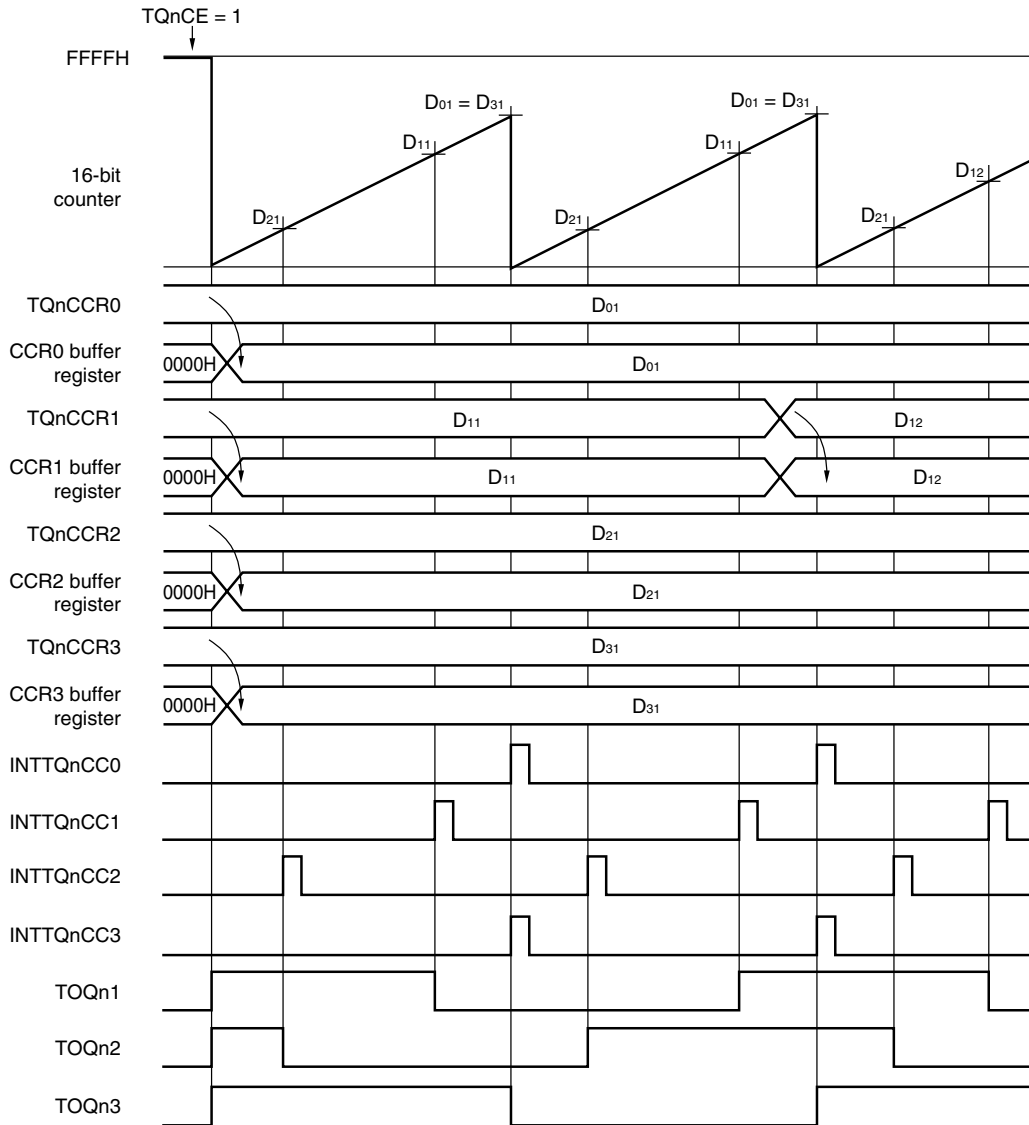 TQnCE = 1
FFFFH
D01 = D31
D01 = D31
D11
D11
D12
16-bit
counter
D21
D21
D21
TQnCCR0
D01
CCR0 buffer
register
0000H
D01
TQnCCR1
D11
D12
CCR1 buffer
register
0000H
D11
D12
TQnCCR2
D21
CCR2 buffer
register
0000H
D21
TQnCCR3
D31
CCR3 buffer
register
0000H
D31
INTTQnCC0
INTTQnCC1
INTTQnCC2
INTTQnCC3
TOQn1
TOQn2
TOQn3